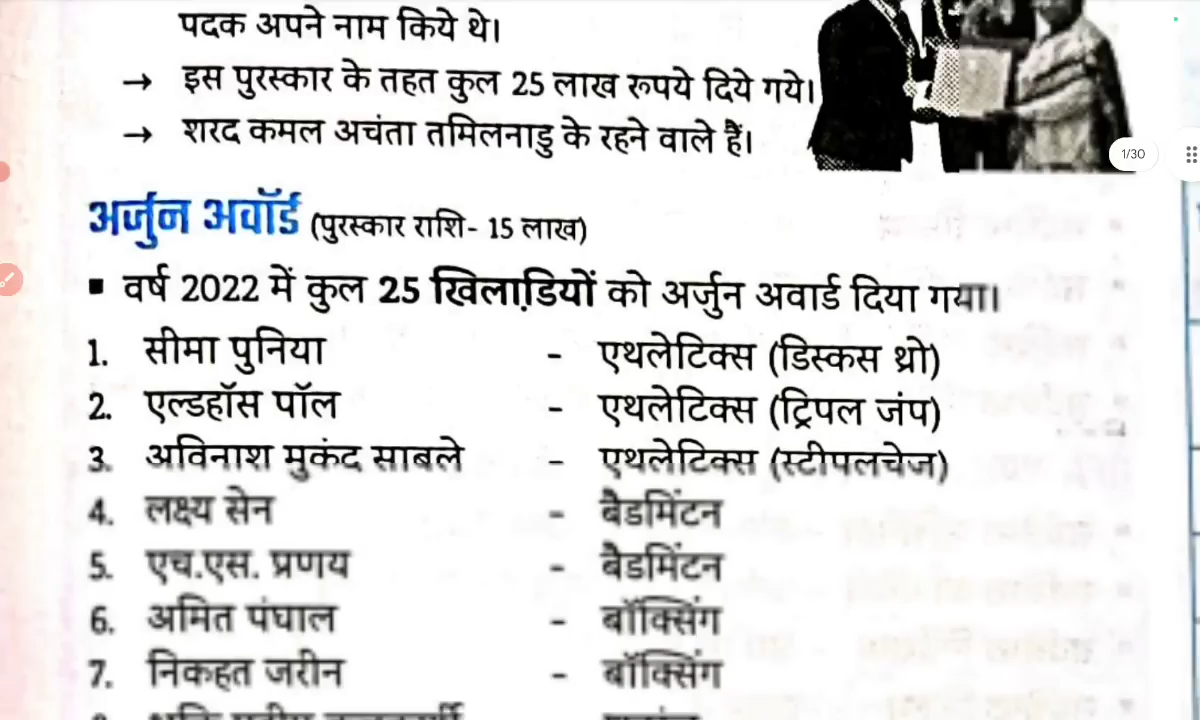 पदक अपने नाम किये थे।
→ इस पुरस्कार के तहत कुल 25 लाख रूपये दिये गये।
→ शरद कमल अचंता तमिलनाडु के रहने वाले हैं।
1/30
अर्जुन अवॉर्ड (पुरस्कार राशि- 15 लाख)
▪ वर्ष 2022 में कुल 25 खिलाड़ियों को अर्जुन अवार्ड दिया गया।
1. सीमा पुनिया - एथलेटिक्स (डिस्कस थ्रो)
2. एल्डहॉस पॉल - एथलेटिक्स (ट्रिपल जंप)
3. अविनाश मुकंद साबले - एथलेटिक्स (स्टीपलचेज)
4. लक्ष्य सेन - बैडमिंटन
5. एच.एस. प्रणय - बैडमिंटन
6. अमित पंघाल - बॉक्सिंग
7. निकहत जरीन - बॉक्सिंग